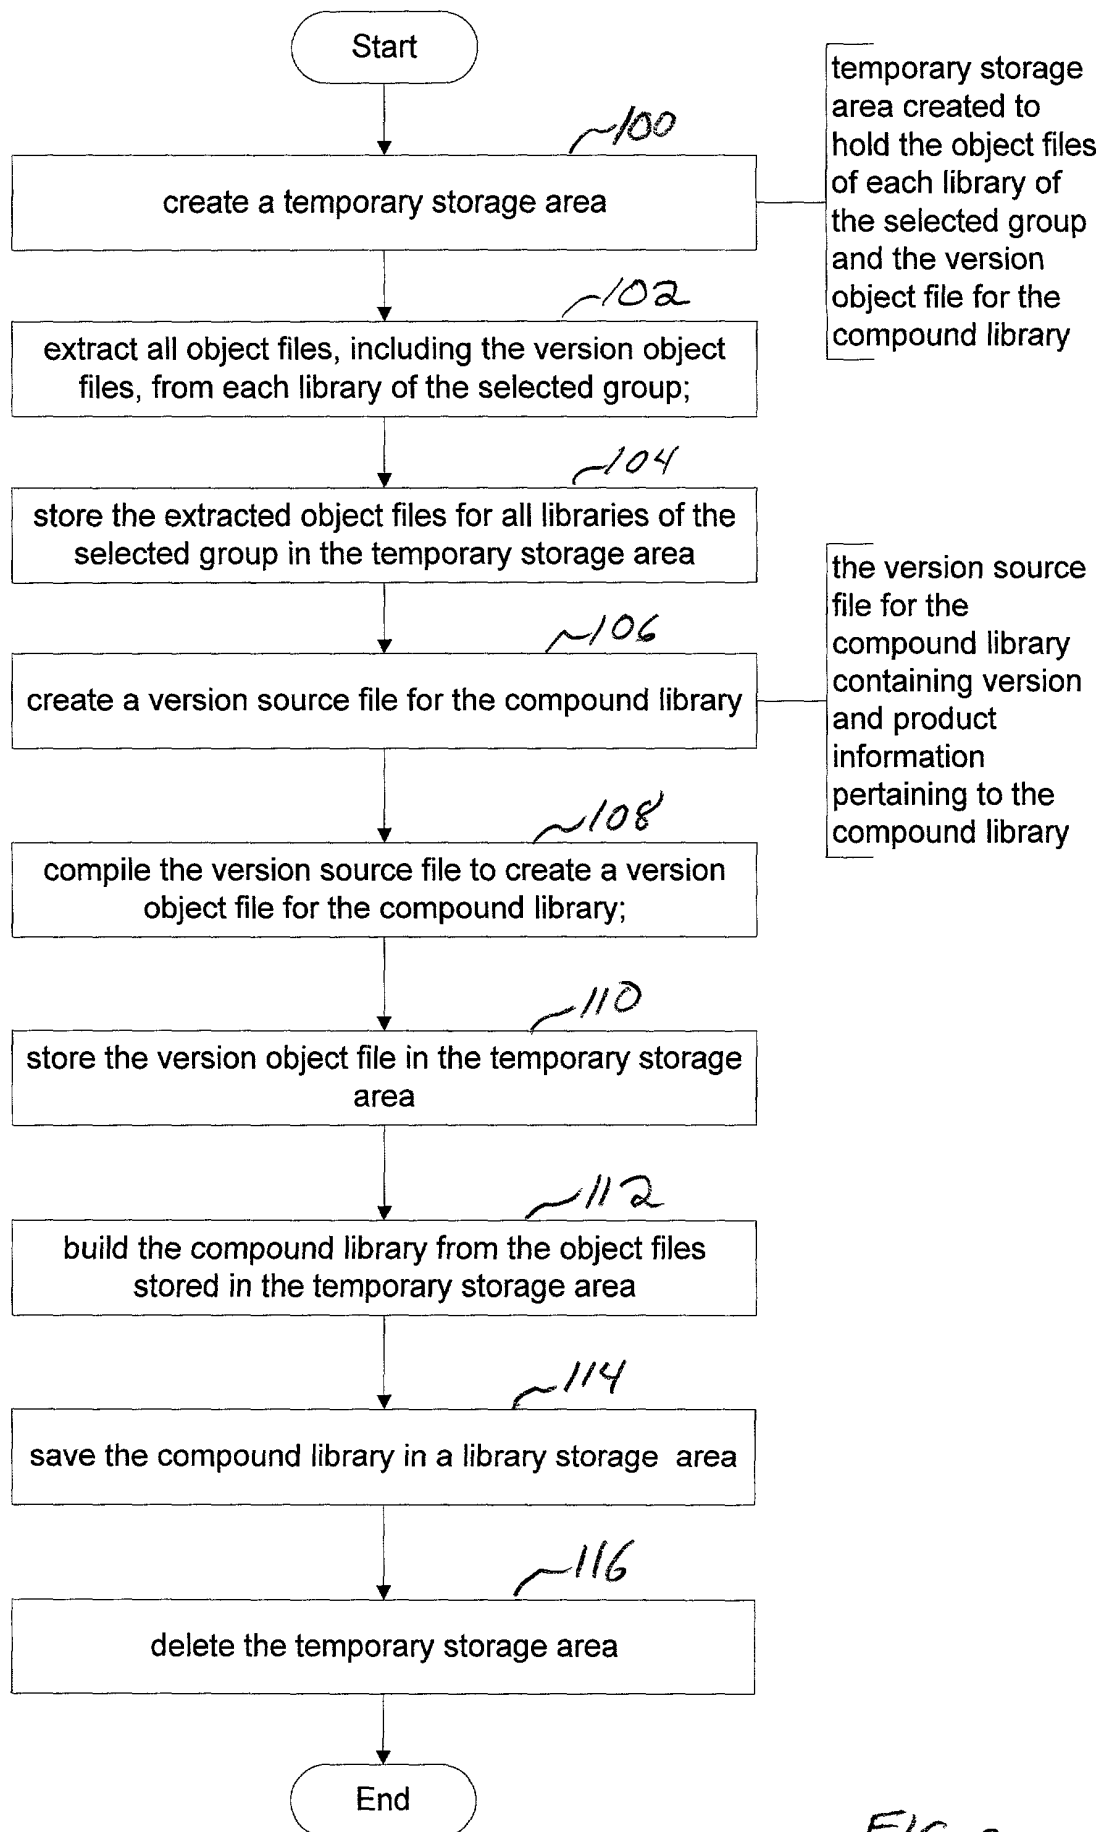 Start
100
create a temporary storage area
temporary storage
area created to
hold the object files
of each library of
the selected group
and the version
object file for the
compound library
102
extract all object files, including the version object
files, from each library of the selected group;
104
store the extracted object files for all libraries of the
selected group in the temporary storage area
106
create a version source file for the compound library
the version source
file for the
compound library
containing version
and product
information
pertaining to the
compound library
108
compile the version source file to create a version
object file for the compound library;
110
store the version object file in the temporary storage
area
112
build the compound library from the object files
stored in the temporary storage area
114
save the compound library in a library storage area
116
delete the temporary storage area
End
FIG.